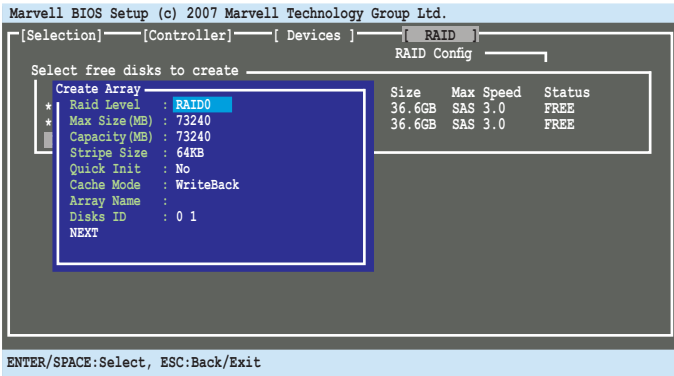 Marvell BIOS Setup (c) 2007 Marvell Technology Group Ltd.
[Selection] [Controller] [ Devices ] [ RAID ]
RAID Config
Select free disks to create
Create Array
Size Max Speed Status
* Raid Level : RAID0 36.6GB SAS 3.0 FREE
* Max Size(MB) : 73240 36.6GB SAS 3.0 FREE
Capacity(MB) : 73240
Stripe Size : 64KB
Quick Init : No
Cache Mode : WriteBack
Array Name :
Disks ID : 0 1
NEXT
ENTER/SPACE:Select, ESC:Back/Exit